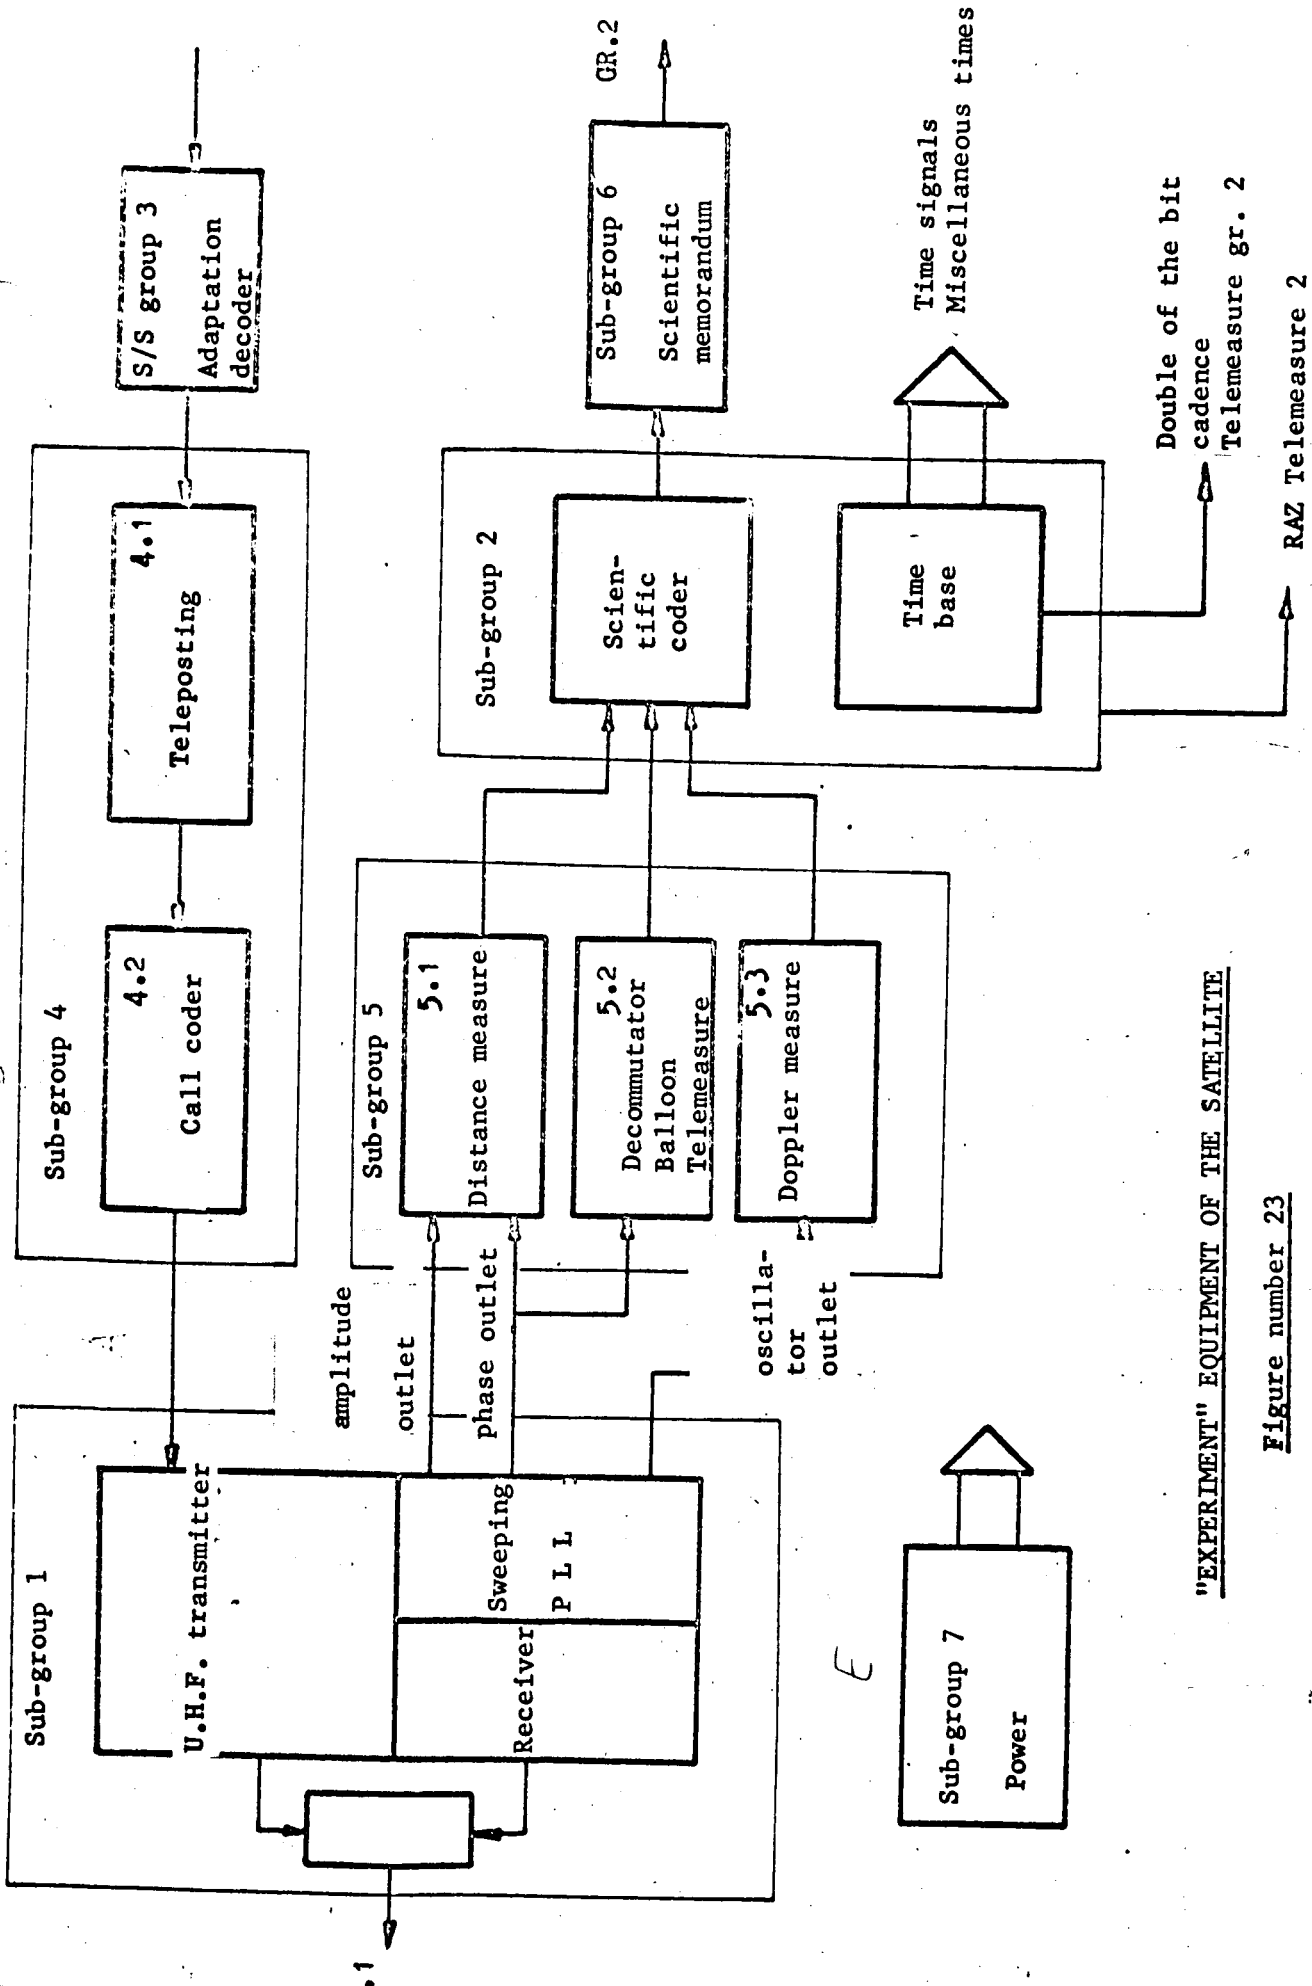 Sub-group 1
U.H.F. transmitter
Receiver
Sweeping
P L L
.1
Sub-group 4
4.2
Call coder
4.1
Teleposting
S/S group 3
Adaptation
decoder
amplitude
outlet
phase outlet
oscilla-
tor
outlet
Sub-group 5
5.1
Distance measure
5.2
Decommutator
Balloon
Telemeasure
5.3
Doppler measure
Sub-group 2
Scien-
tific
coder
Time
base
Sub-group 6
Scientific
memorandum
GR.2
Time signals
Miscellaneous times
Double of the bit
cadence
Telemeasure gr. 2
RAZ Telemeasure 2
E
Sub-group 7
Power
"EXPERIMENT" EQUIPMENT OF THE SATELLITE
Figure number 23